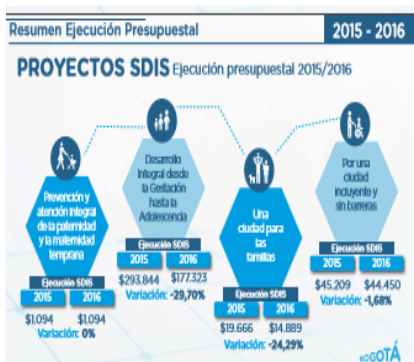 Resumen Ejecución Presupuestal
2015 - 2016
PROYECTOS SDIS Ejecución presupuestal 2015/2016
Prevención y
atención integral
de la paternidad
y la maternidad
temprana
Ejecución SDIS
2015 2016
$1.094 $1.094
Variación: 0%
Desarrollo
Integral desde
la Gestación
hasta la
Adolescencia
Ejecución SDIS
2015 2016
$293.844 $177.323
Variación: -29,70%
Una
ciudad para
las
familias
Ejecución SDIS
2015 2016
$19.666 $14.889
Variación: -24,29%
Por una
ciudad
incluyente y
sin barreras
Ejecución SDIS
2015 2016
$45.209 $44.450
Variación: -1,68%
BOGOTÁ